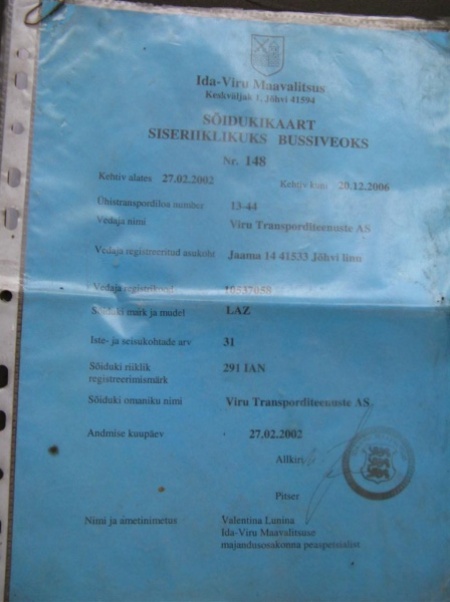 Ida-Viru Maavalitsus
Keskväljak 1, Jõhvi 41594
SÕIDUKIKAART
SISERIIKLIKUKS BUSSIVEOKS
Nr. 148
Kehtiv alates 27.02.2002 Kehtiv kuni 20.12.2006
Ühistranspordiloa number 13-44
Vedaja nimi Viru Transporditeenuste AS
Vedaja registreeritud asukoht Jaama 14 41533 Jõhvi linn
Vedaja registrikood 10537058
Sõiduki mark ja mudel LAZ
Iste- ja seisukohtade arv 31
Sõiduki riiklik 291 IAN
registreerimismärk
Sõiduki omaniku nimi Viru Transporditeenuste AS
Andmise kuupäev 27.02.2002
Allkiri
Pitser
Nimi ja ametinimetus Valentina Lunina
Ida-Viru Maavalitsuse
majandusosakonna peaspetsialist